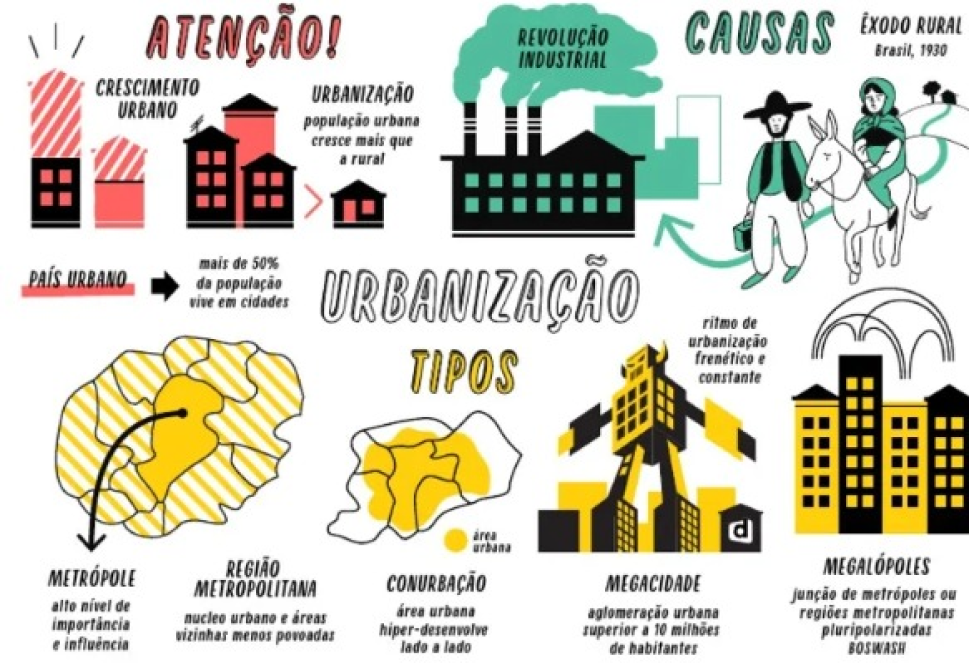 ATENÇÃO!
CRESCIMENTO
URBANO
URBANIZAÇÃO
população urbana
cresce mais que
a rural
PAÍS URBANO
mais de 50%
da população
vive em cidades
REVOLUÇÃO
INDUSTRIAL
CAUSAS
ÊXODO RURAL
Brasil, 1930
URBANIZAÇÃO
TIPOS
METRÓPOLE
alto nível de
importância
e influência
REGIÃO
METROPOLITANA
nucleo urbano e áreas
vizinhas menos povoadas
área
urbana
CONURBAÇÃO
área urbana
hiper-desenvolve
lado a lado
ritmo de
urbanização
frenético e
constante
d
MEGACIDADE
aglomeração urbana
superior a 10 milhões
de habitantes
MEGALÓPOLES
junção de metrópoles ou
regiões metropolitanas
pluripolarizadas
BOSWASH